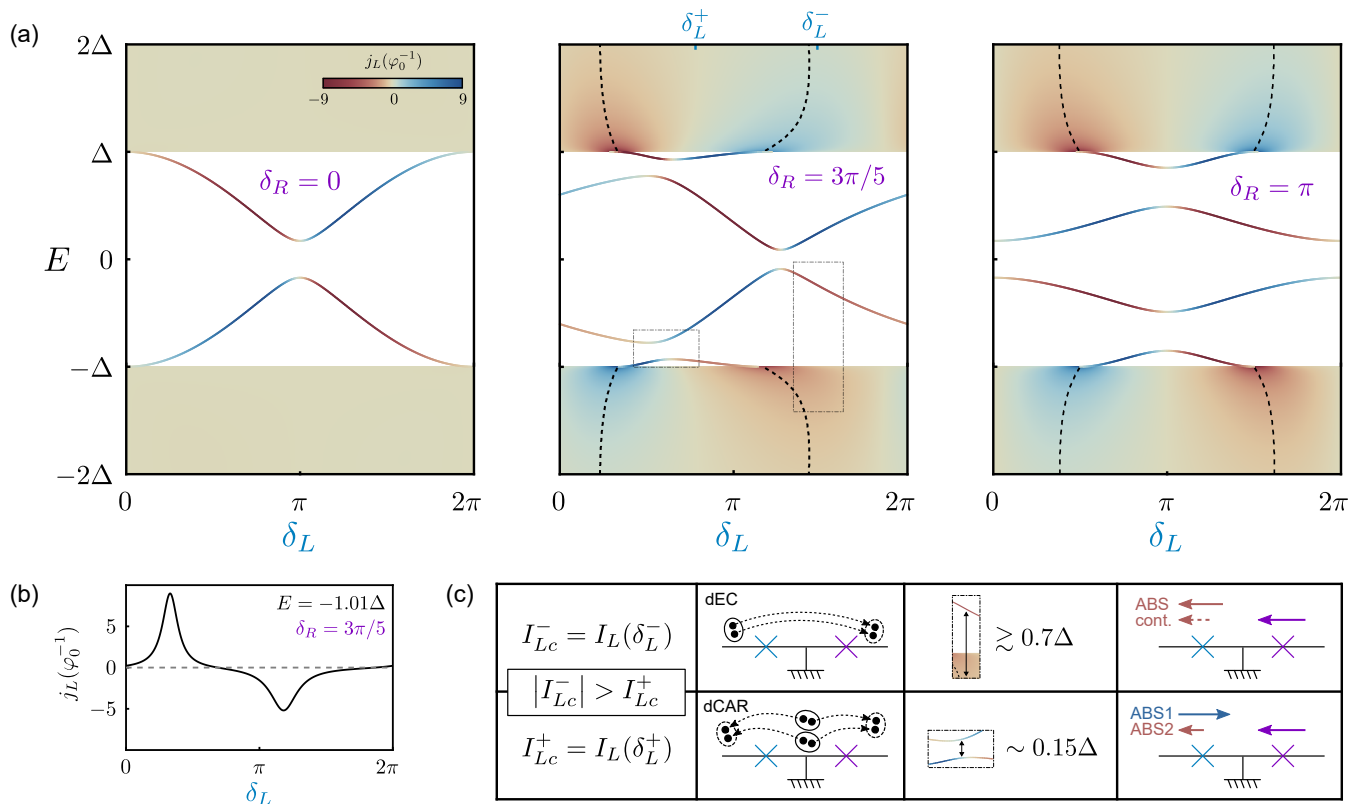 (a)
δ_L^+
δ_L^-
2Δ
Δ
E
0
−Δ
−2Δ
j_L(φ_0^{-1})
−9
0
9
δ_R = 0
δ_R = 3π/5
δ_R = π
0
π
2π
0
π
2π
0
π
2π
δ_L
δ_L
δ_L
(b)
j_L(φ_0^{-1})
5
0
−5
E = −1.01Δ
δ_R = 3π/5
0
π
2π
δ_L
(c)
I_{Lc}^- = I_L(δ_L^-)
|I_{Lc}^-| > I_{Lc}^+
I_{Lc}^+ = I_L(δ_L^+)
dEC
≳ 0.7Δ
ABS
cont.
dCAR
∼ 0.15Δ
ABS1
ABS2